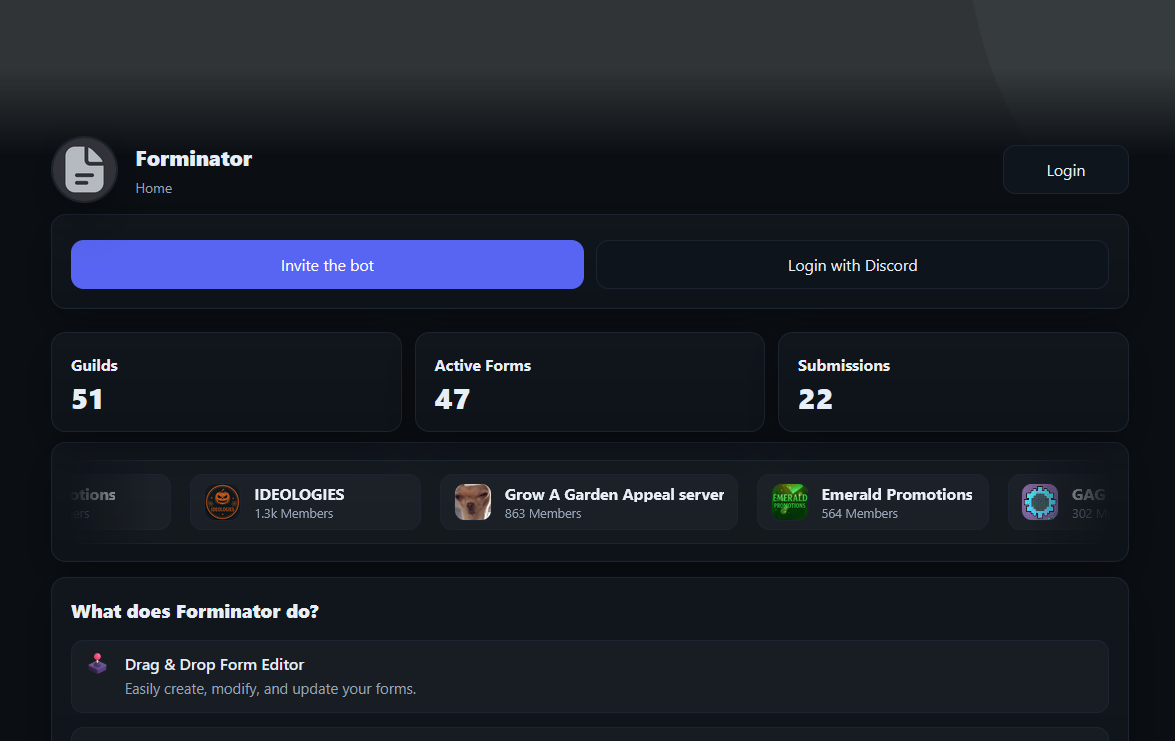 Forminator
Home
Login
Invite the bot
Login with Discord
Guilds
51
Active Forms
47
Submissions
22
otions
ers
IDEOLOGIES
1.3k Members
Grow A Garden Appeal server
863 Members
EMERALD
PROMOTIONS
Emerald Promotions
564 Members
GAG
302 M
What does Forminator do?
Drag & Drop Form Editor
Easily create, modify, and update your forms.